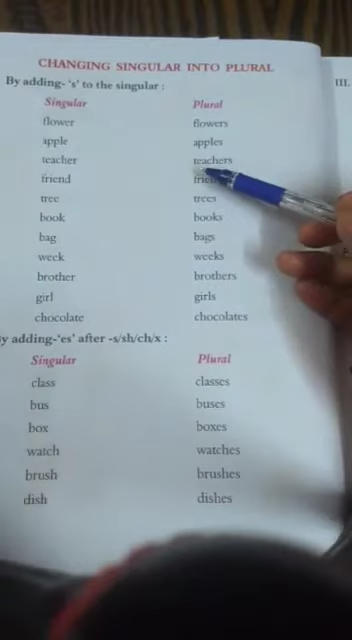 CHANGING SINGULAR INTO PLURAL
By adding- 's' to the singular :
Singular Plural
flower flowers
apple apples
teacher teachers
friend
tree trees
book books
bag bags
week weeks
brother brothers
girl girls
chocolate chocolates
By adding-'es' after -s/sh/ch/x :
Singular Plural
class classes
bus buses
box boxes
watch watches
brush brushes
dish dishes
III.